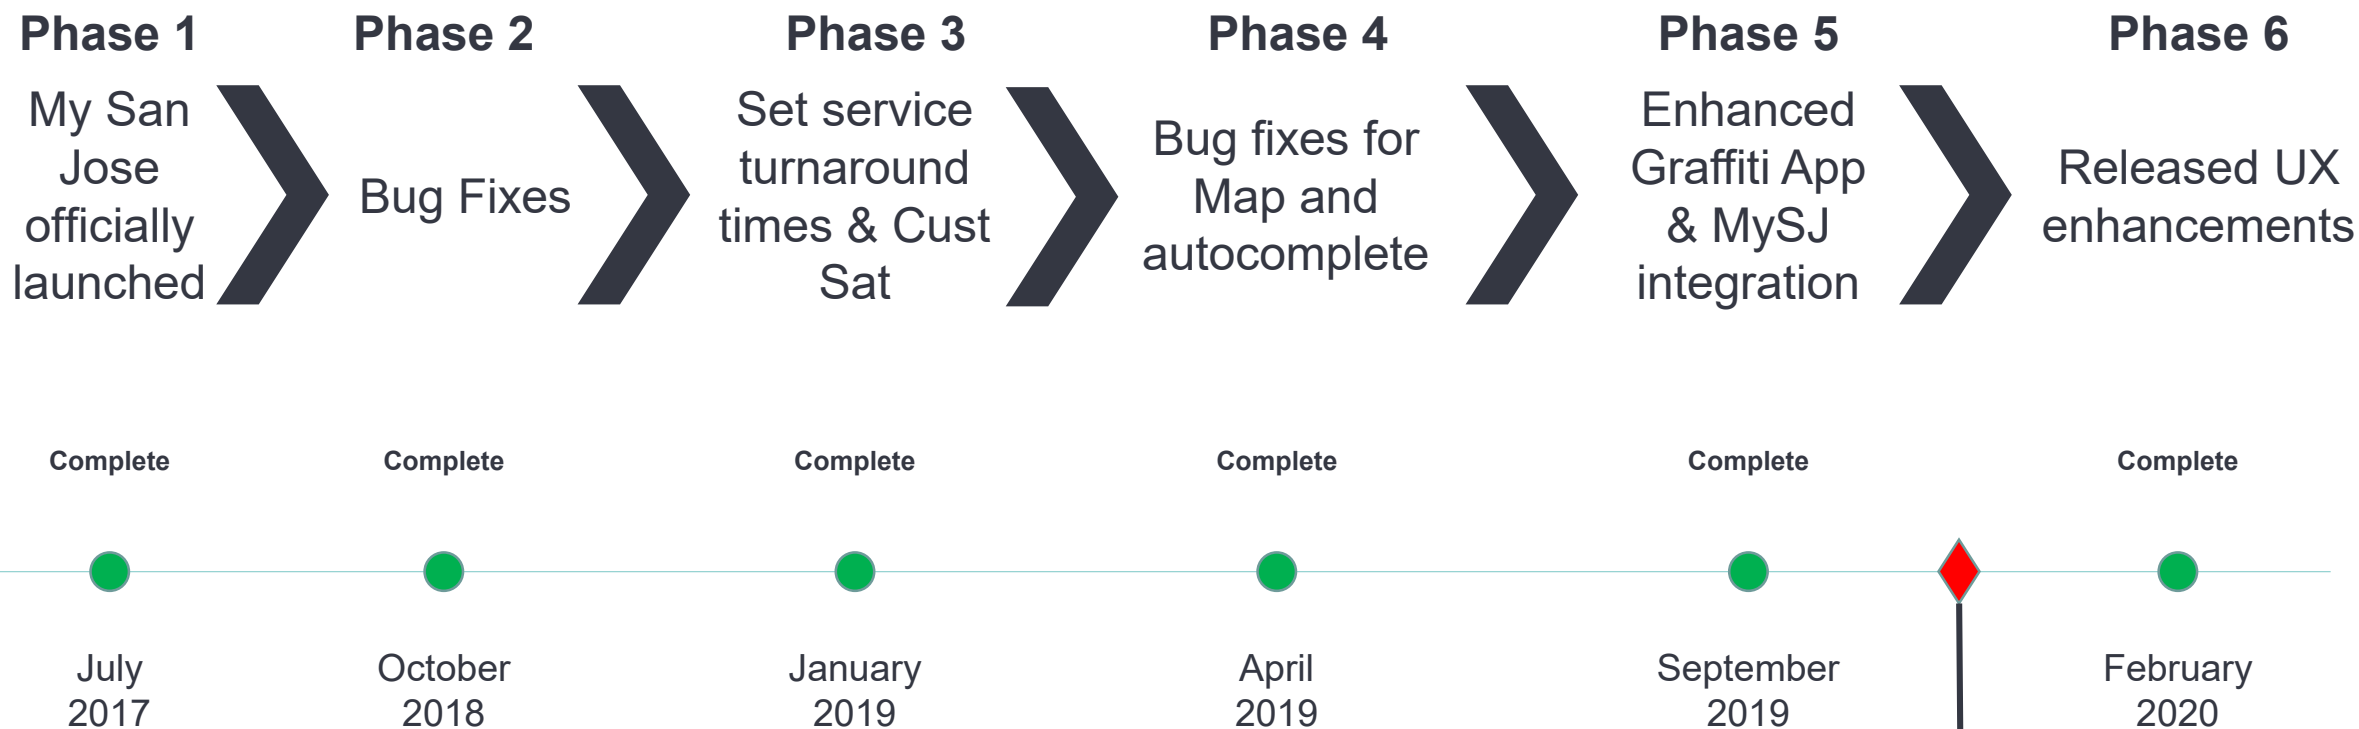 Phase 1
My San
Jose
officially
launched
Phase 2
Bug Fixes
Phase 3
Set service
turnaround
times & Cust
Sat
Phase 4
Bug fixes for
Map and
autocomplete
Phase 5
Enhanced
Graffiti App
& MySJ
integration
Phase 6
Released UX
enhancements
Complete
Complete
Complete
Complete
Complete
Complete
July
2017
October
2018
January
2019
April
2019
September
2019
February
2020